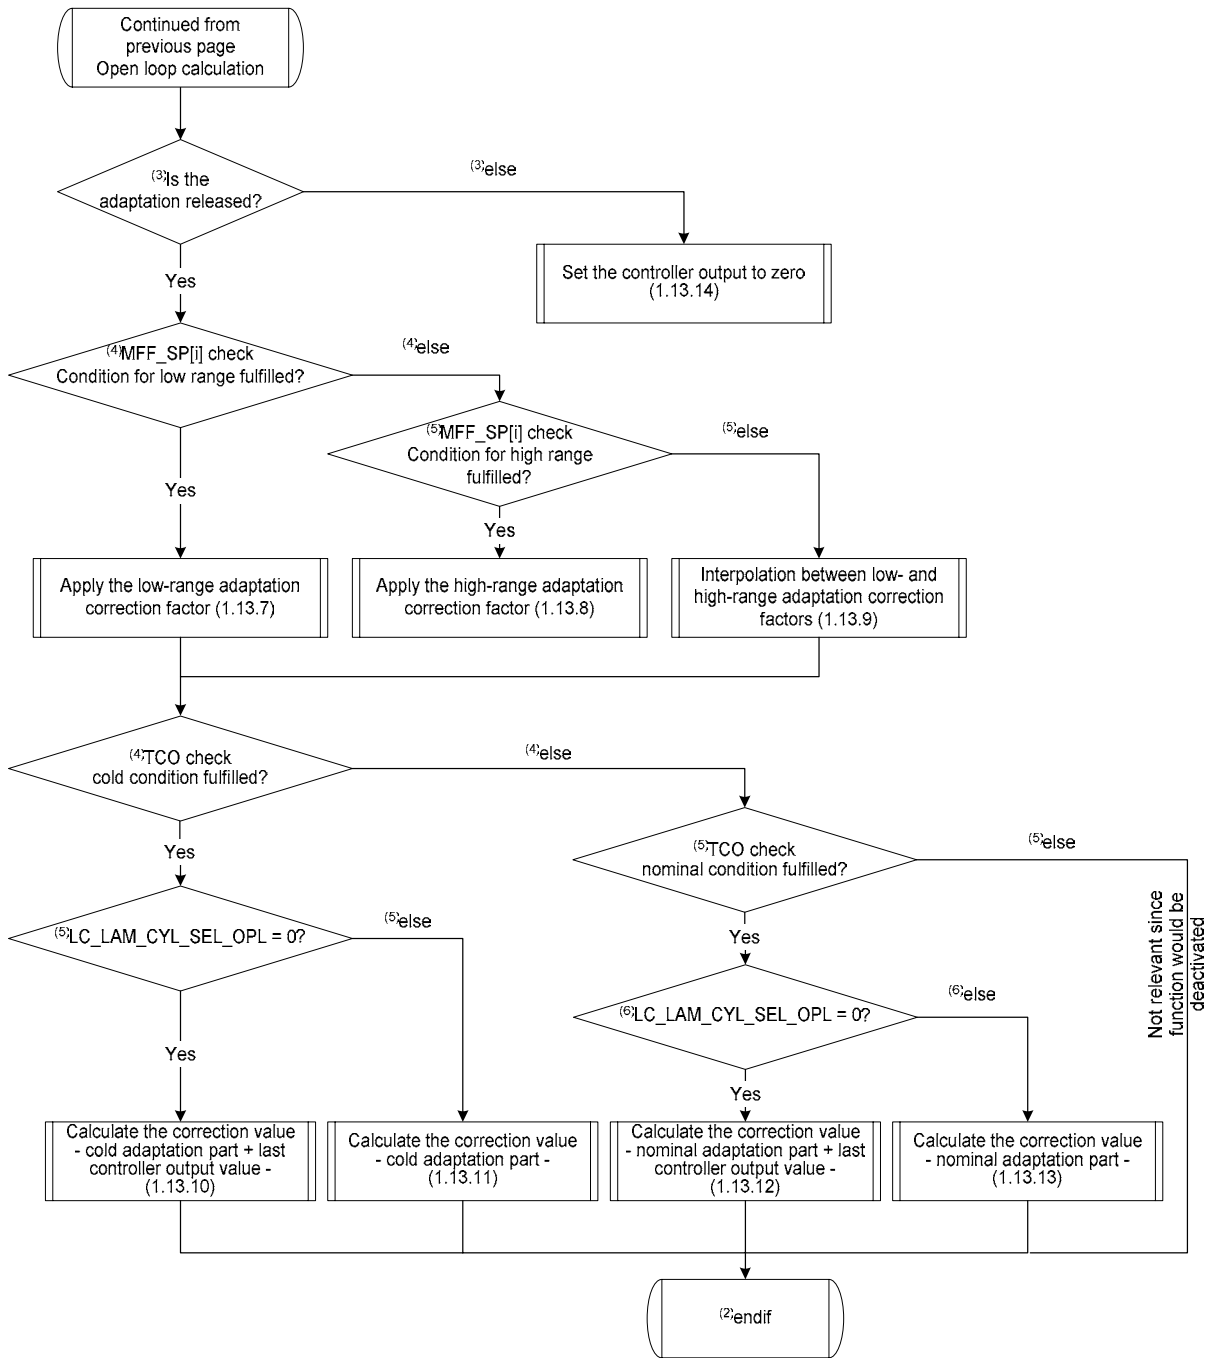 Continued from
previous page
Open loop calculation
(3)Is the
adaptation released?
(3)else
Set the controller output to zero
(1.13.14)
Yes
(4)MFF_SP[i] check
Condition for low range fulfilled?
(4)else
(5)MFF_SP[i] check
Condition for high range
fulfilled?
(5)else
Yes
Yes
Apply the low-range adaptation
correction factor (1.13.7)
Apply the high-range adaptation
correction factor (1.13.8)
Interpolation between low- and
high-range adaptation correction
factors (1.13.9)
(4)TCO check
cold condition fulfilled?
(4)else
(5)TCO check
nominal condition fulfilled?
(5)else
Yes
(5)LC_LAM_CYL_SEL_OPL = 0?
(5)else
Yes
Not relevant since
function would be
deactivated
(6)LC_LAM_CYL_SEL_OPL = 0?
(6)else
Yes
Yes
Calculate the correction value
- cold adaptation part + last
controller output value -
(1.13.10)
Calculate the correction value
- cold adaptation part -
(1.13.11)
Calculate the correction value
- nominal adaptation part + last
controller output value -
(1.13.12)
Calculate the correction value
- nominal adaptation part -
(1.13.13)
(2)endif